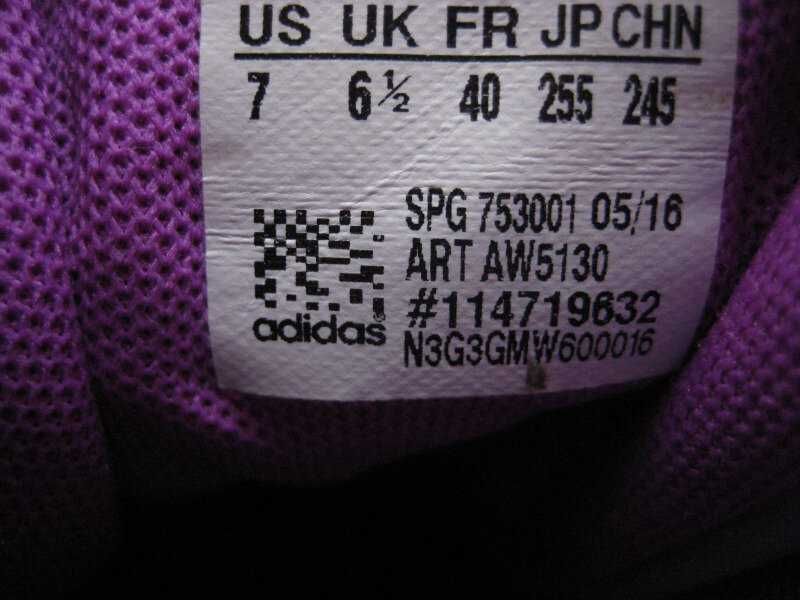 US UK FR JP CHN
7 6½ 40 255 245
SPG 753001 05/16
ART AW5130
#114719632
adidas
N3G3GMW600016